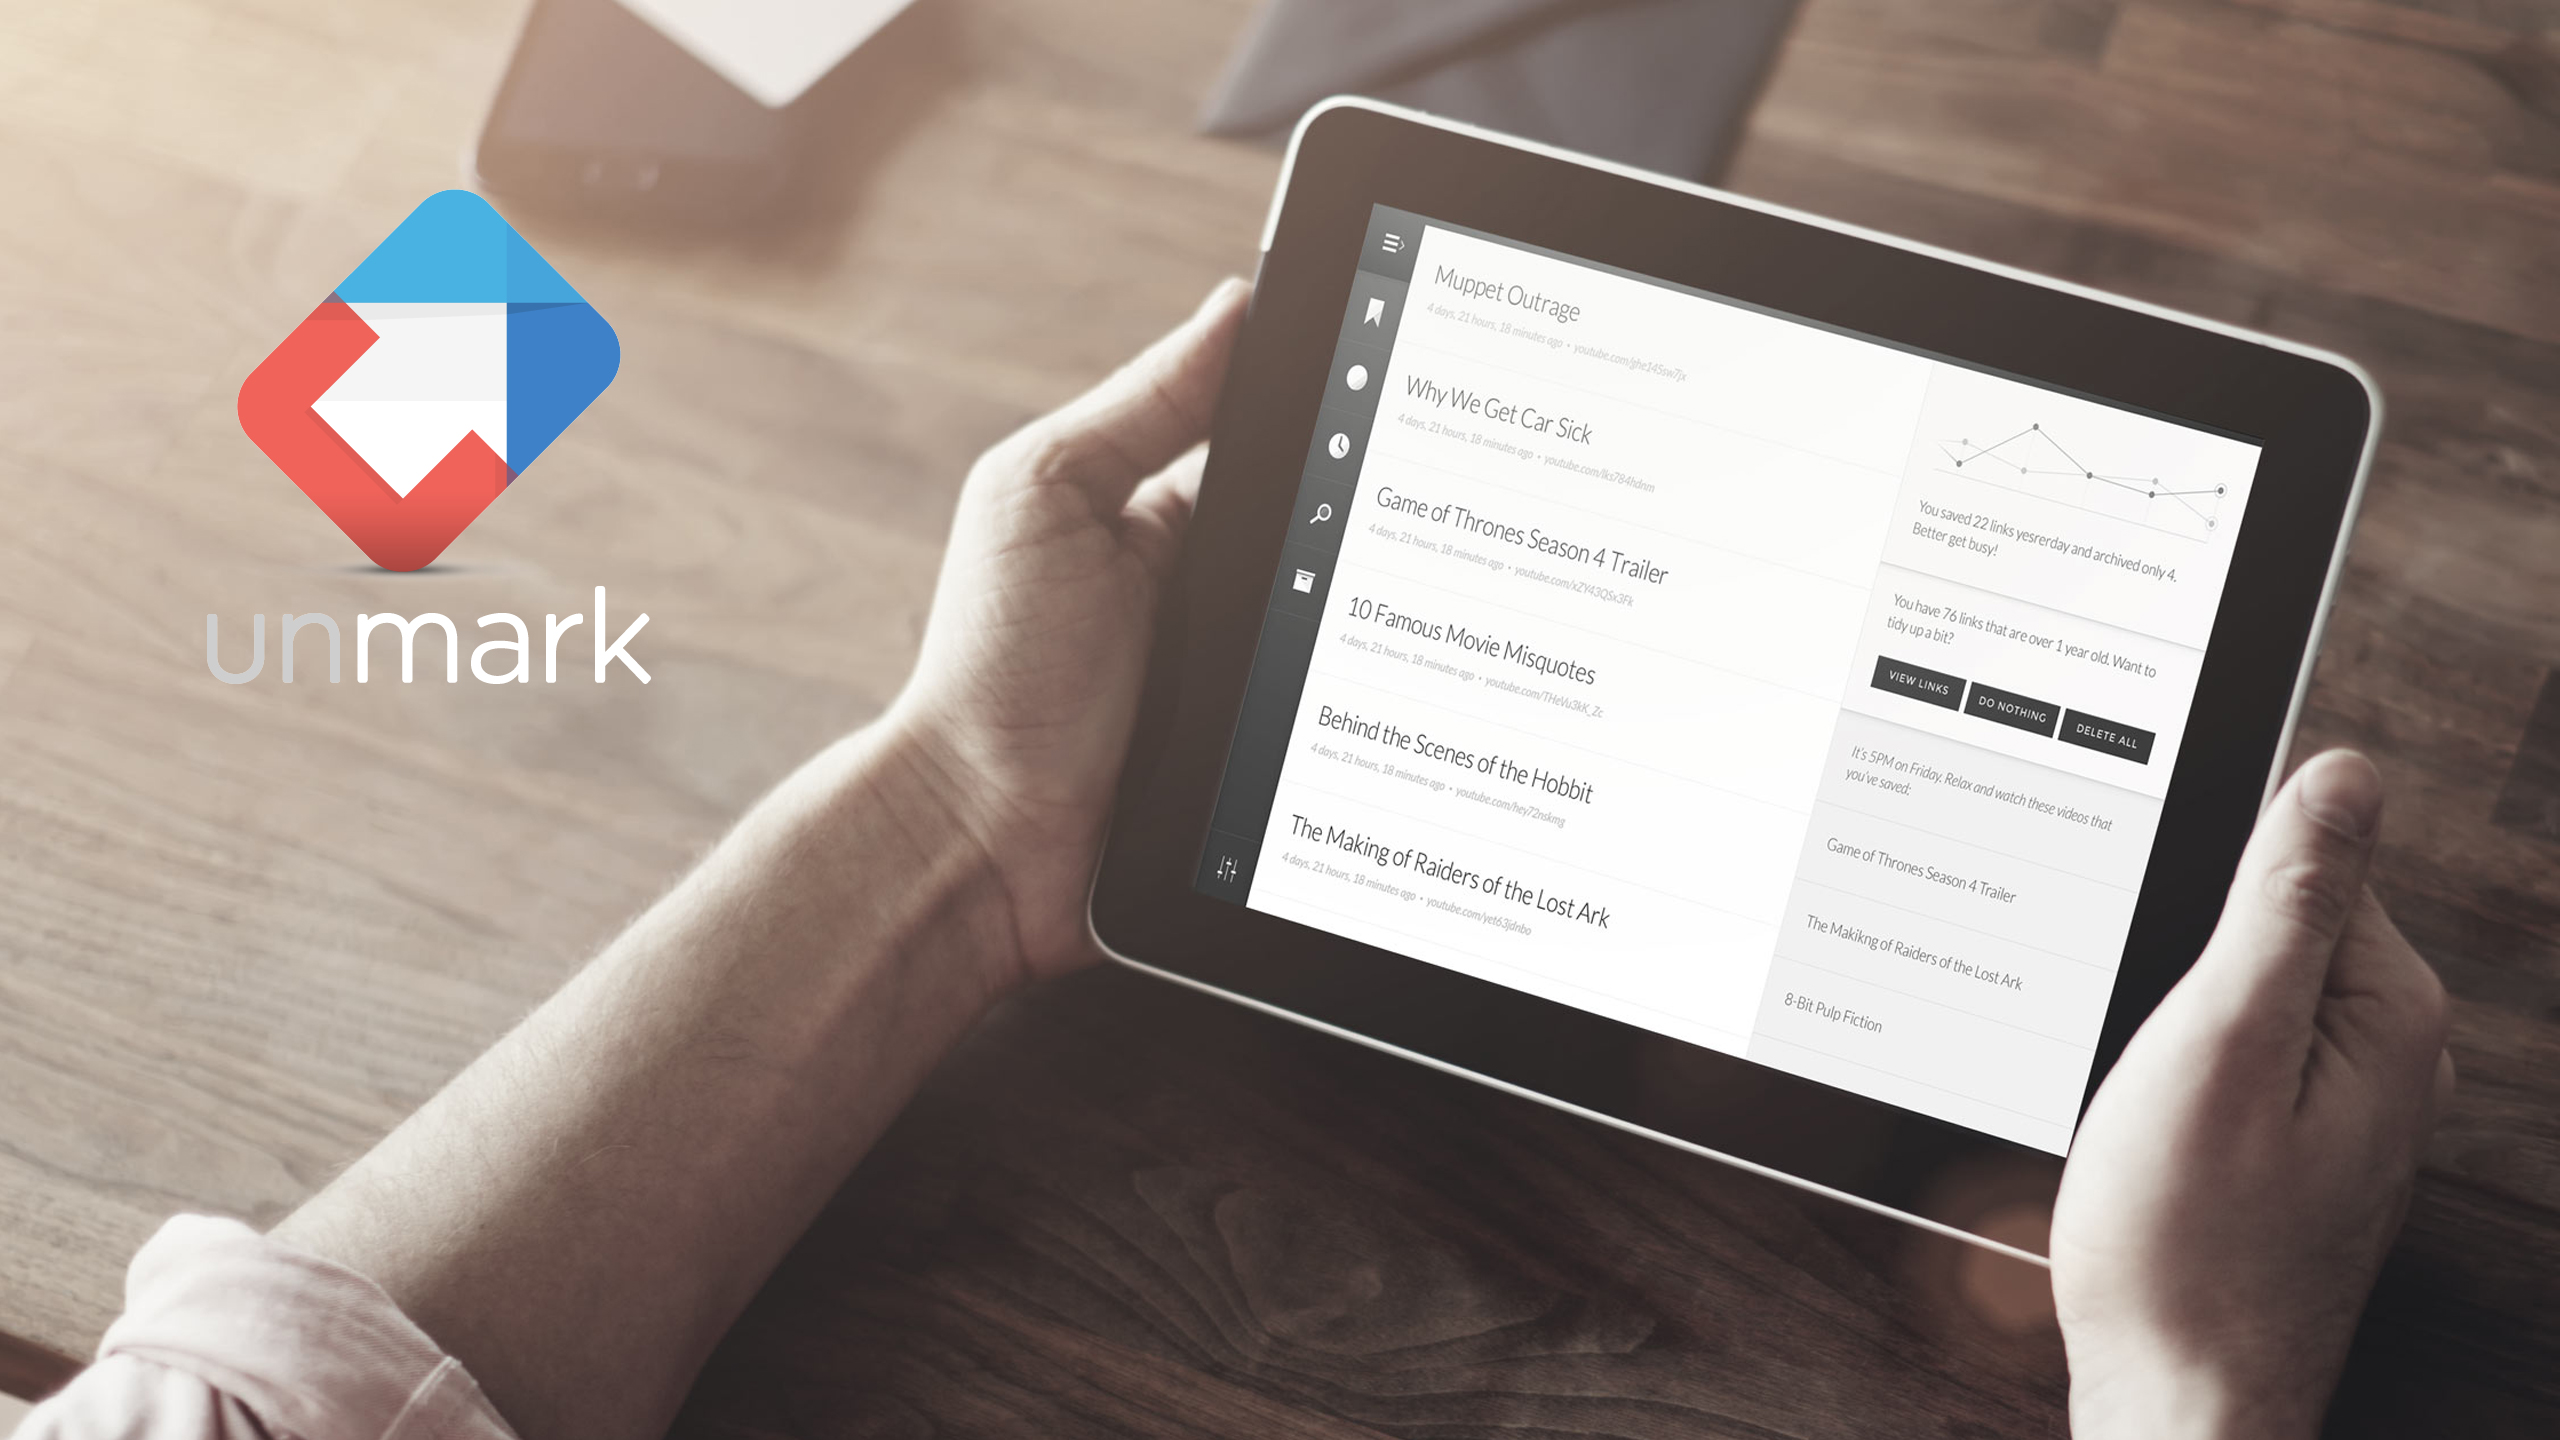 unmark
Muppet Outrage
4 days, 21 hours, 18 minutes ago • youtube.com/ghe145sw7jx
Why We Get Car Sick
4 days, 21 hours, 18 minutes ago • youtube.com/lks784hdnm
Game of Thrones Season 4 Trailer
4 days, 21 hours, 18 minutes ago • youtube.com/xZY43QSx3Fk
10 Famous Movie Misquotes
4 days, 21 hours, 18 minutes ago • youtube.com/THeVu3kK_Zc
Behind the Scenes of the Hobbit
4 days, 21 hours, 18 minutes ago • youtube.com/hey72nskmg
The Making of Raiders of the Lost Ark
4 days, 21 hours, 18 minutes ago • youtube.com/yet63jdnbo
You saved 22 links yesrerday and archived only 4.
Better get busy!
You have 76 links that are over 1 year old. Want to
tidy up a bit?
VIEW LINKS
DO NOTHING
DELETE ALL
It's 5PM on Friday. Relax and watch these videos that
you've saved:
Game of Thrones Season 4 Trailer
The Makikng of Raiders of the Lost Ark
8-Bit Pulp Fiction